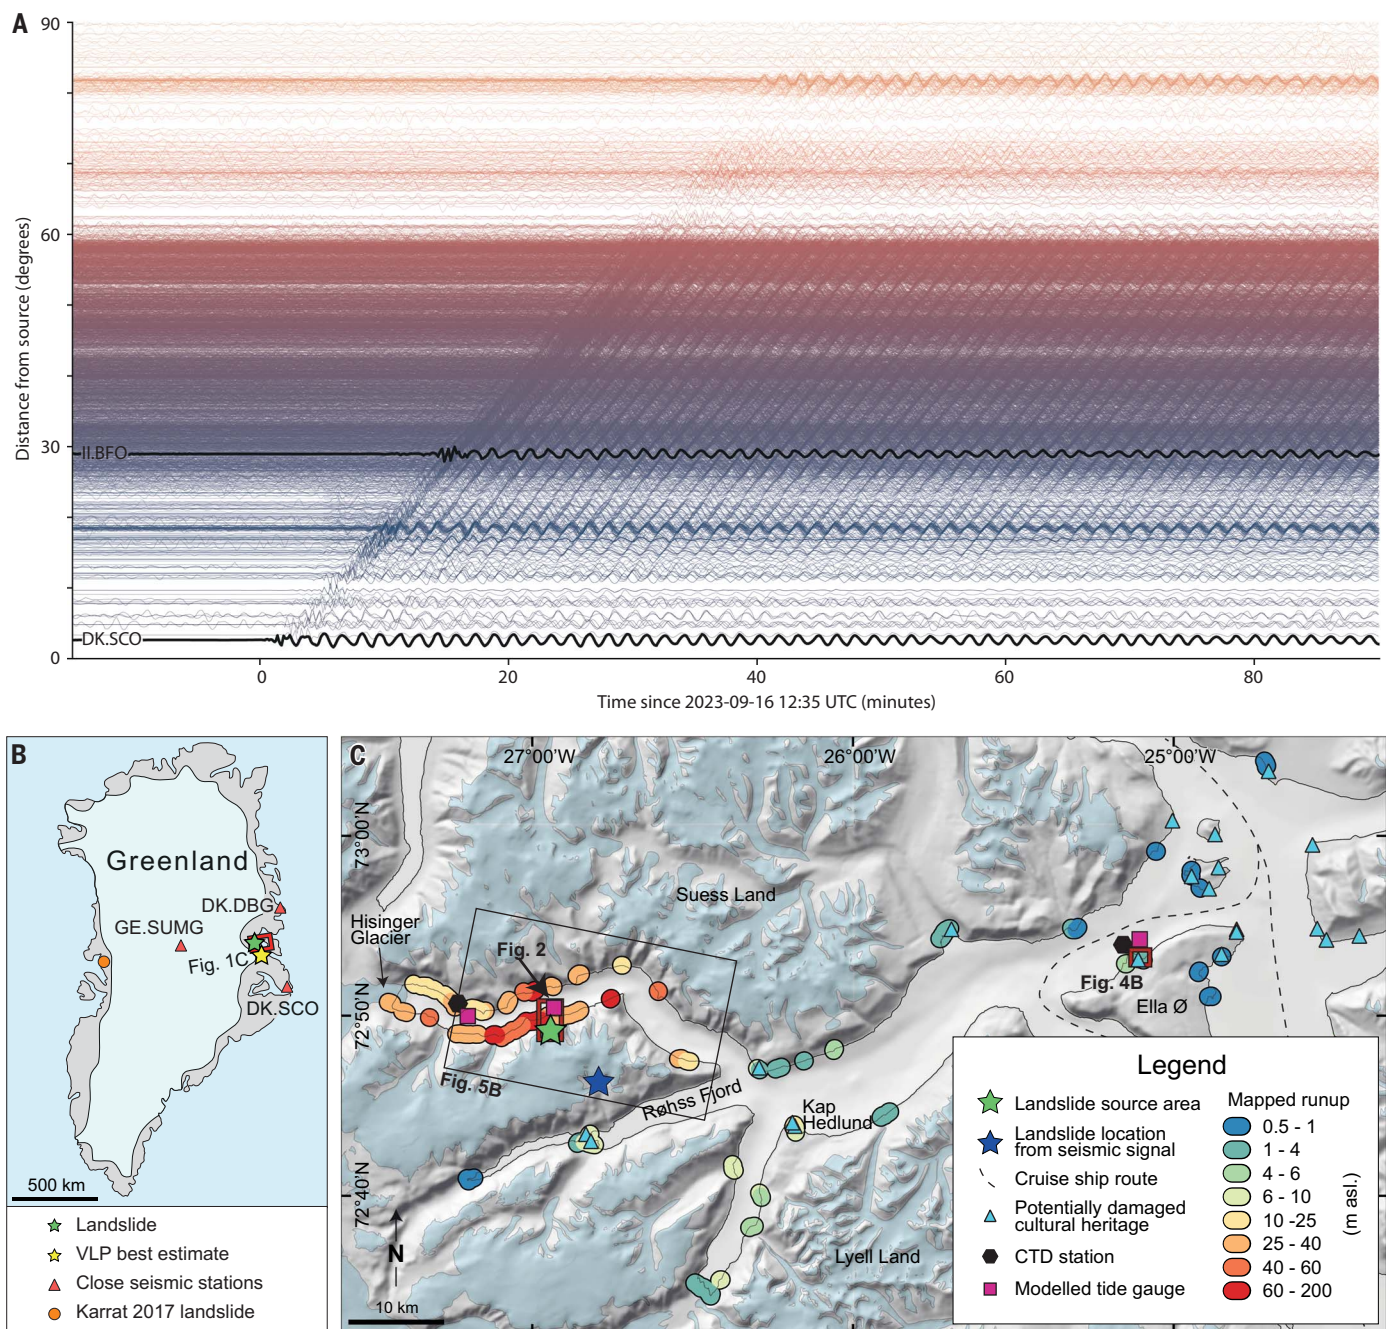 A
90
60
30
0
Distance from source (degrees)
II.BFO
DK.SCO
0
20
40
60
80
Time since 2023-09-16 12:35 UTC (minutes)
B
Greenland
DK.DBG
GE.SUMG
Fig. 1C
DK.SCO
500 km
Landslide
VLP best estimate
Close seismic stations
Karrat 2017 landslide
C
27°00'W
26°00'W
25°00'W
73°00'N
72°50'N
72°40'N
Suess Land
Hisinger
Glacier
Fig. 2
Fig. 5B
Røhss Fjord
Kap
Hedlund
Fig. 4B
Ella Ø
Lyell Land
N
10 km
Legend
Landslide source area
Landslide location
from seismic signal
Cruise ship route
Potentially damaged
cultural heritage
CTD station
Modelled tide gauge
Mapped runup
0.5 - 1
1 - 4
4 - 6
6 - 10
10 -25
25 - 40
40 - 60
60 - 200
(m asl.)